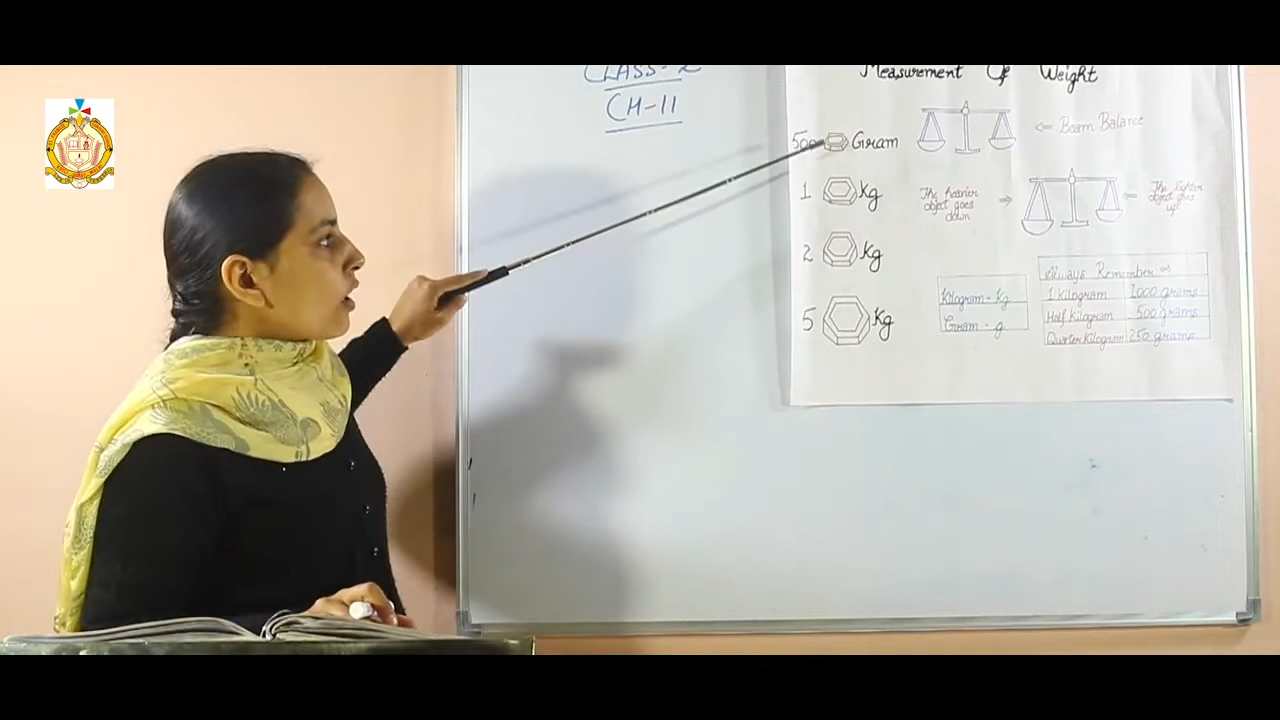 CLASS-2
CH-11
Measurement Of Weight
500 Gram
1 Kg
2 Kg
5 Kg
Beam Balance
The heavier
object goes
down
The lighter
object goes
up
Kilogram - Kg
Gram - g
Always Remember
1 Kilogram 1000 grams
Half Kilogram 500 grams
Quarter Kilogram 250 grams